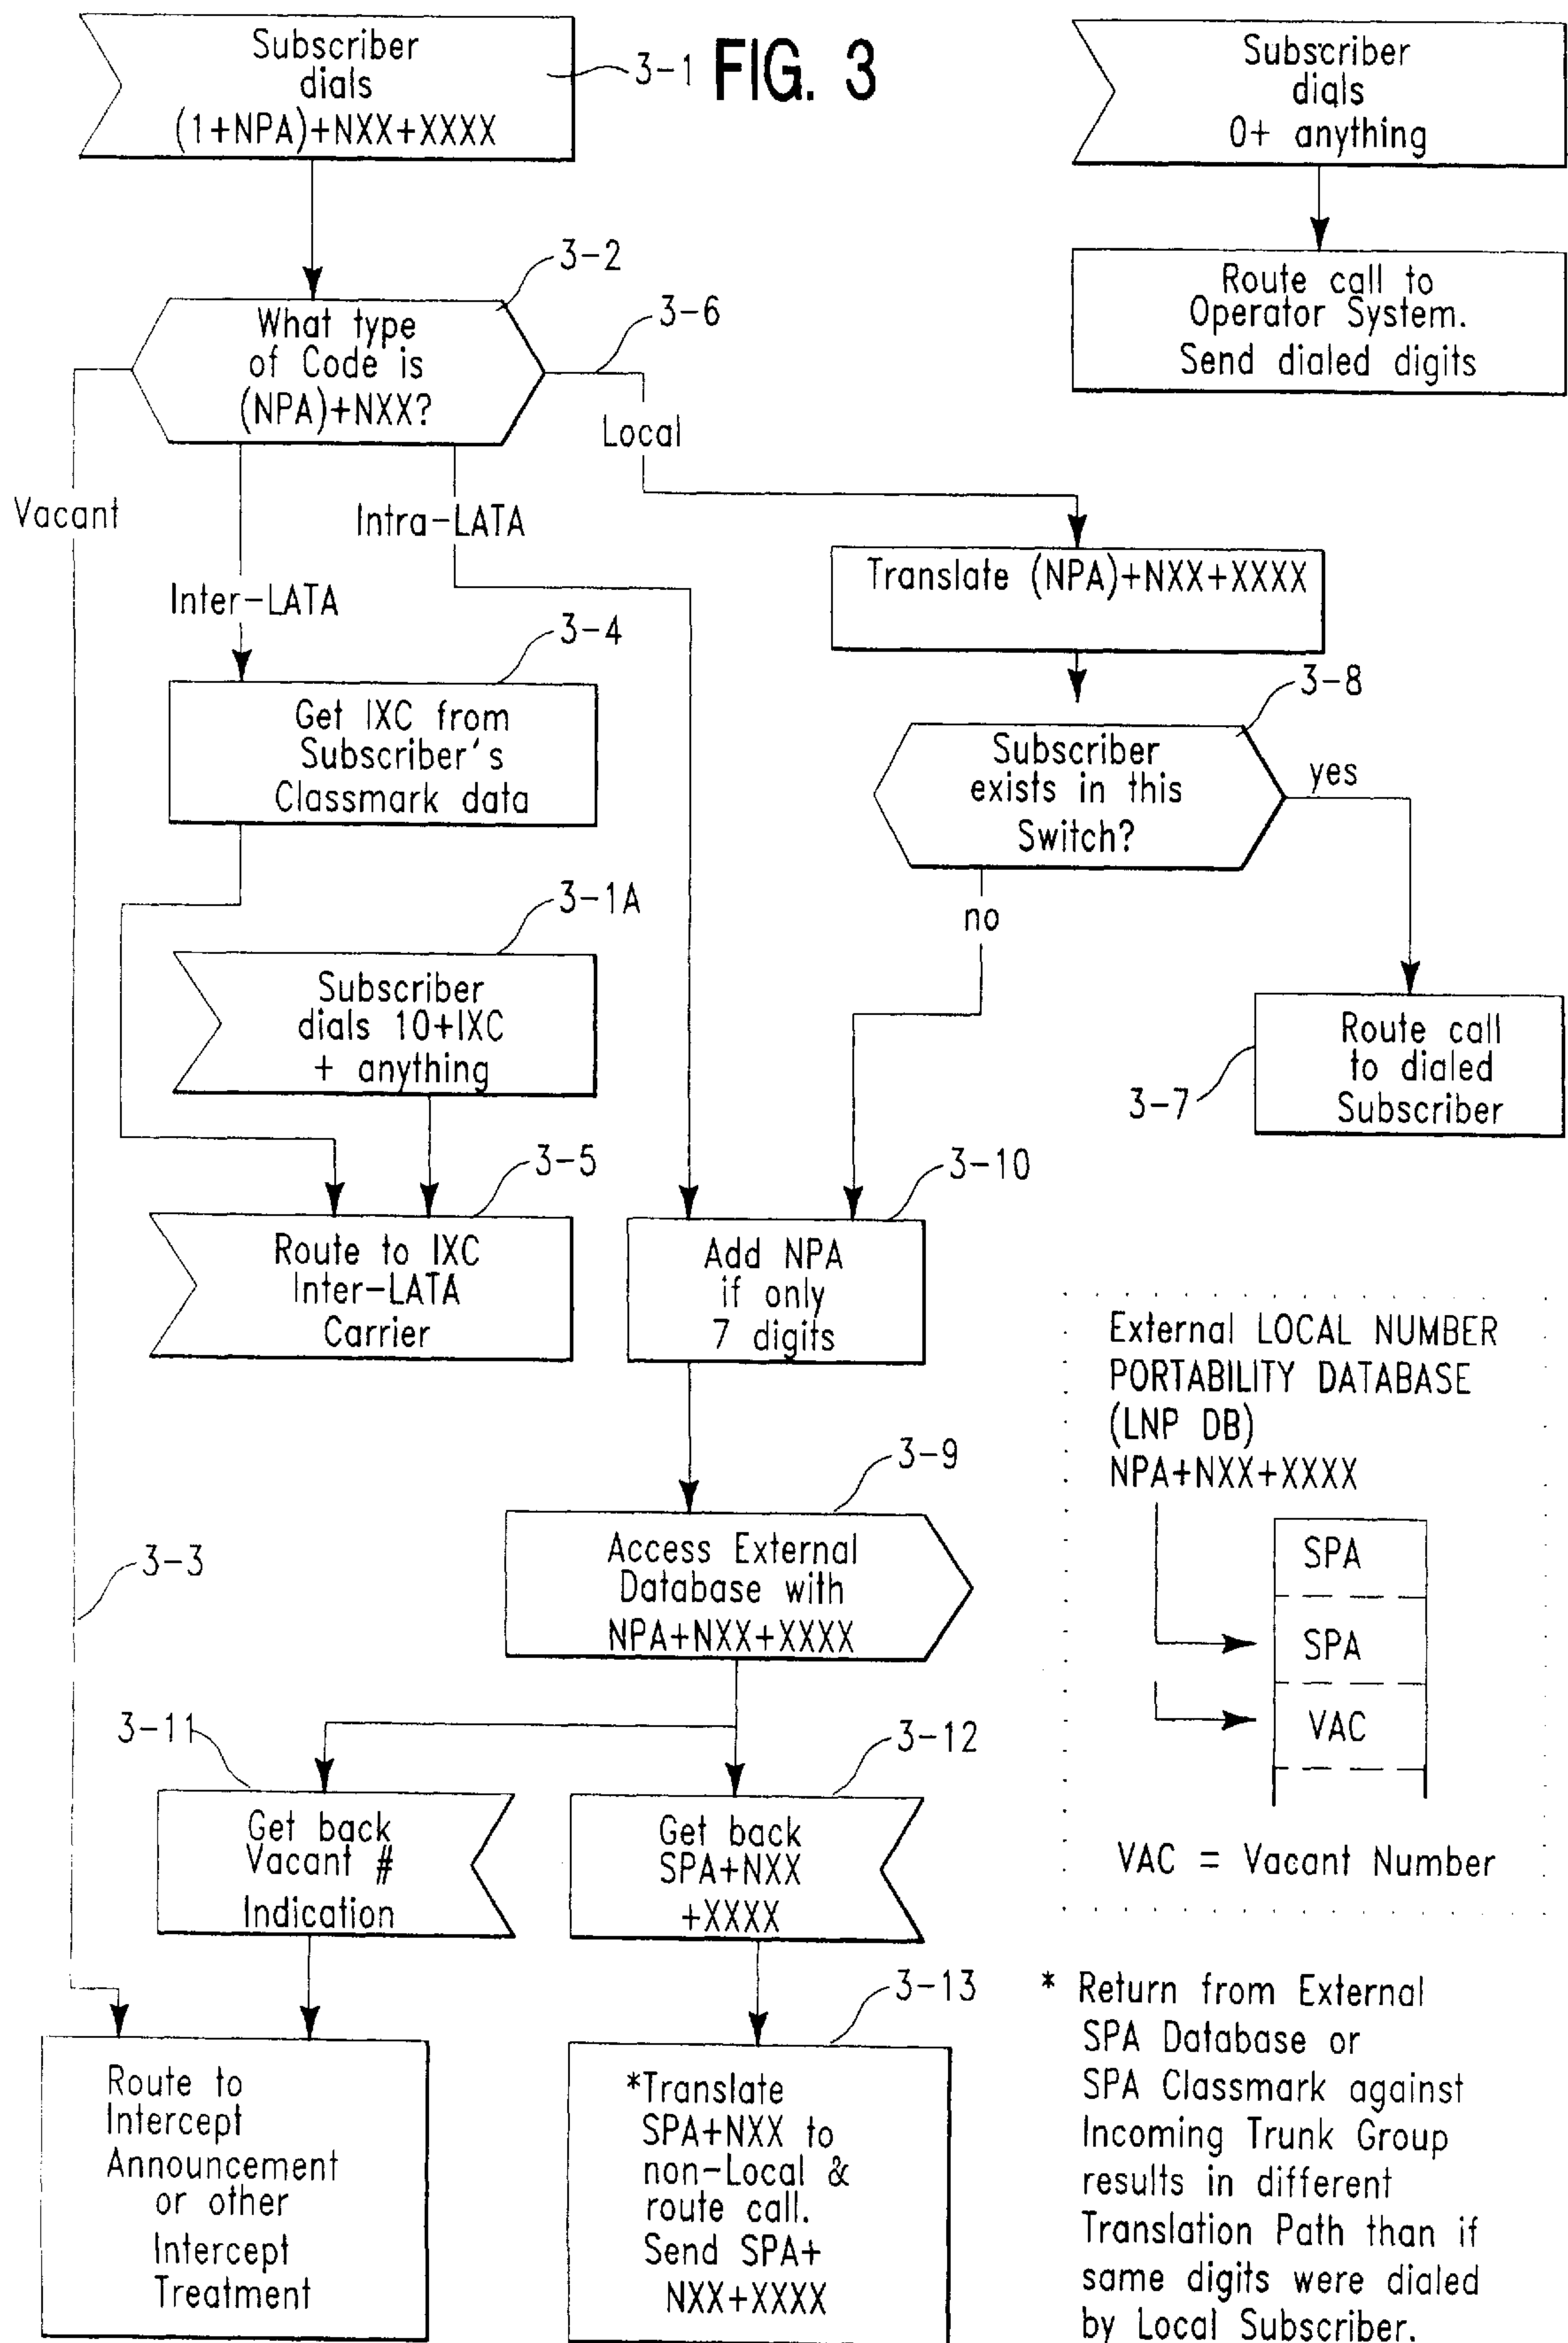 Subscriber
dials
(1+NPA)+NXX+XXXX
3-1
FIG. 3
Subscriber
dials
0+ anything
Route call to
Operator System.
Send dialed digits
3-2
What type
of Code is
(NPA)+NXX?
3-6
Local
Vacant
Intra-LATA
Inter-LATA
Translate (NPA)+NXX+XXXX
3-4
Get IXC from
Subscriber's
Classmark data
3-8
Subscriber
exists in this
Switch?
yes
no
3-1A
Subscriber
dials 10+IXC
+ anything
Route call
to dialed
Subscriber
3-7
3-5
Route to IXC
Inter-LATA
Carrier
3-10
Add NPA
if only
7 digits
External LOCAL NUMBER
PORTABILITY DATABASE
(LNP DB)
NPA+NXX+XXXX
SPA
SPA
VAC
VAC = Vacant Number
3-9
Access External
Database with
NPA+NXX+XXXX
3-3
3-11
Get back
Vacant #
Indication
3-12
Get back
SPA+NXX
+XXXX
3-13
Route to
Intercept
Announcement
or other
Intercept
Treatment
*Translate
SPA+NXX to
non-Local &
route call.
Send SPA+
NXX+XXXX
* Return from External
SPA Database or
SPA Classmark against
Incoming Trunk Group
results in different
Translation Path than if
same digits were dialed
by Local Subscriber.